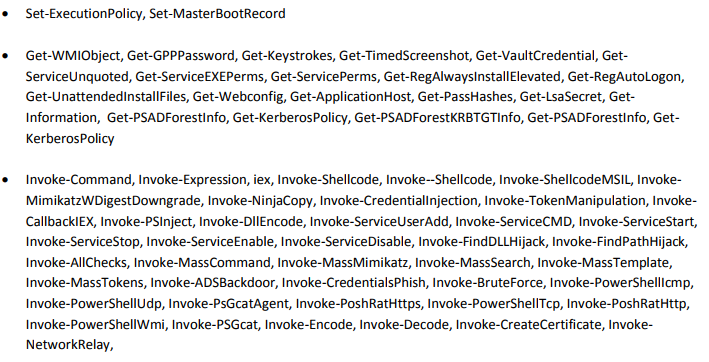 • Set-ExecutionPolicy, Set-MasterBootRecord
• Get-WMIObject, Get-GPPPassword, Get-Keystrokes, Get-TimedScreenshot, Get-VaultCredential, Get-
ServiceUnquoted, Get-ServiceEXEPerms, Get-ServicePerms, Get-RegAlwaysInstallElevated, Get-RegAutoLogon,
Get-UnattendedInstallFiles, Get-Webconfig, Get-ApplicationHost, Get-PassHashes, Get-LsaSecret, Get-
Information, Get-PSADForestInfo, Get-KerberosPolicy, Get-PSADForestKRBTGTInfo, Get-PSADForestInfo, Get-
KerberosPolicy
• Invoke-Command, Invoke-Expression, iex, Invoke-Shellcode, Invoke--Shellcode, Invoke-ShellcodeMSIL, Invoke-
MimikatzWDigestDowngrade, Invoke-NinjaCopy, Invoke-CredentialInjection, Invoke-TokenManipulation, Invoke-
CallbackIEX, Invoke-PSInject, Invoke-DllEncode, Invoke-ServiceUserAdd, Invoke-ServiceCMD, Invoke-ServiceStart,
Invoke-ServiceStop, Invoke-ServiceEnable, Invoke-ServiceDisable, Invoke-FindDLLHijack, Invoke-FindPathHijack,
Invoke-AllChecks, Invoke-MassCommand, Invoke-MassMimikatz, Invoke-MassSearch, Invoke-MassTemplate,
Invoke-MassTokens, Invoke-ADSBackdoor, Invoke-CredentialsPhish, Invoke-BruteForce, Invoke-PowerShellIcmp,
Invoke-PowerShellUdp, Invoke-PsGcatAgent, Invoke-PoshRatHttps, Invoke-PowerShellTcp, Invoke-PoshRatHttp,
Invoke-PowerShellWmi, Invoke-PSGcat, Invoke-Encode, Invoke-Decode, Invoke-CreateCertificate, Invoke-
NetworkRelay,